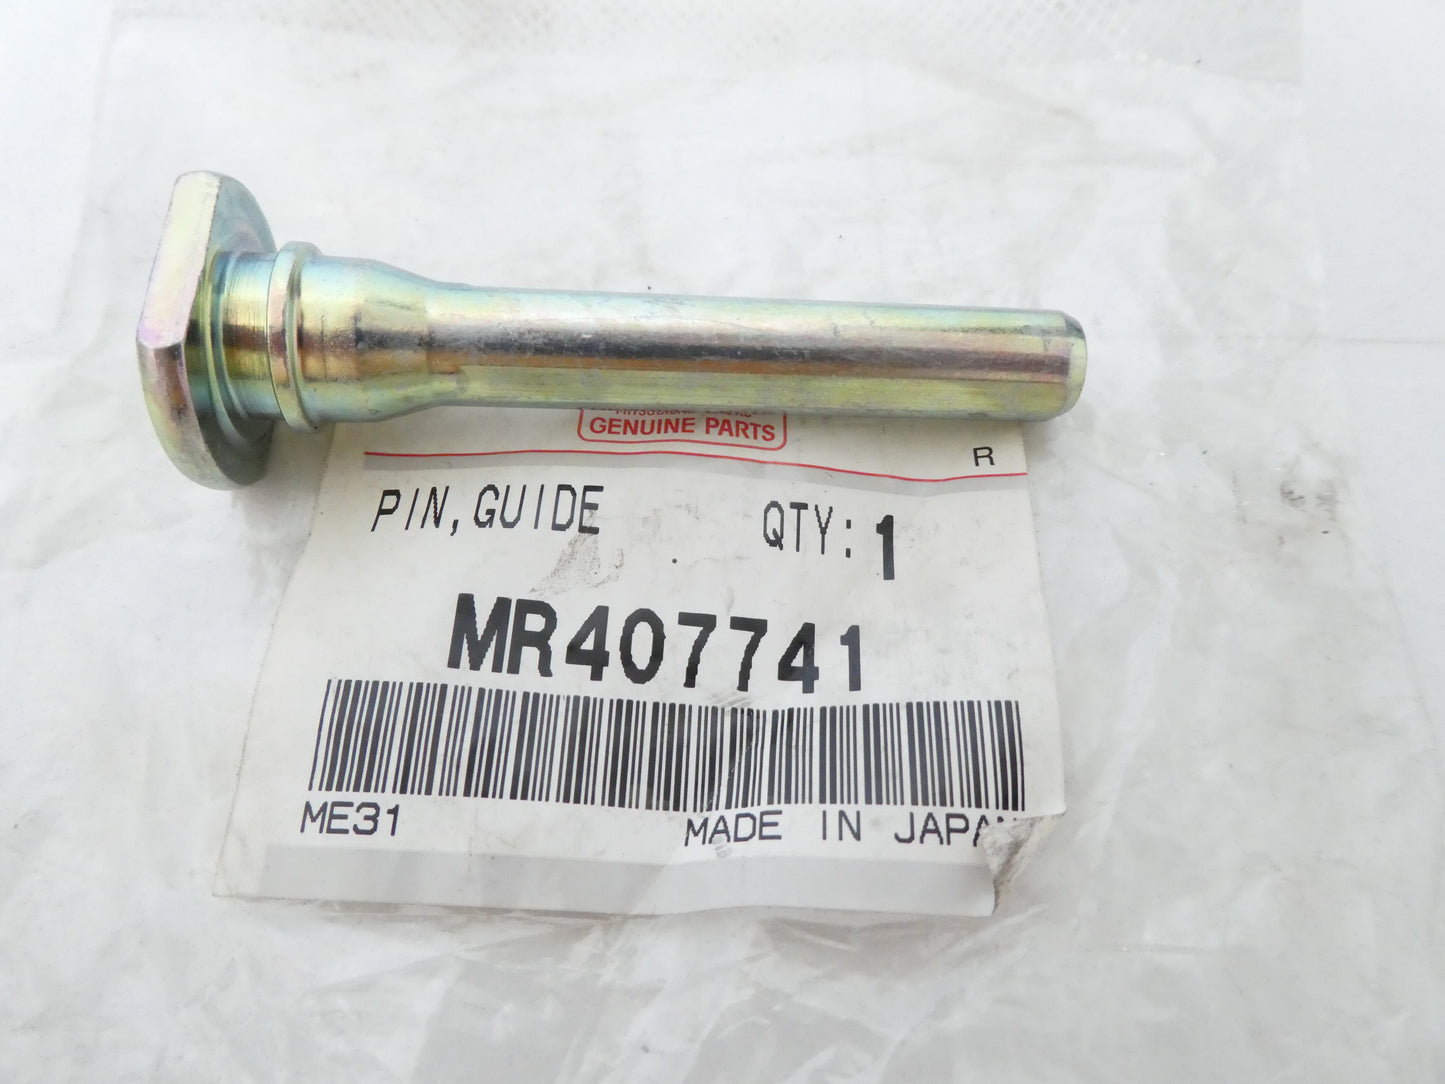 GENUINE PARTS
R
PIN,GUIDE QTY: 1
MR407741
ME31 MADE IN JAPAN